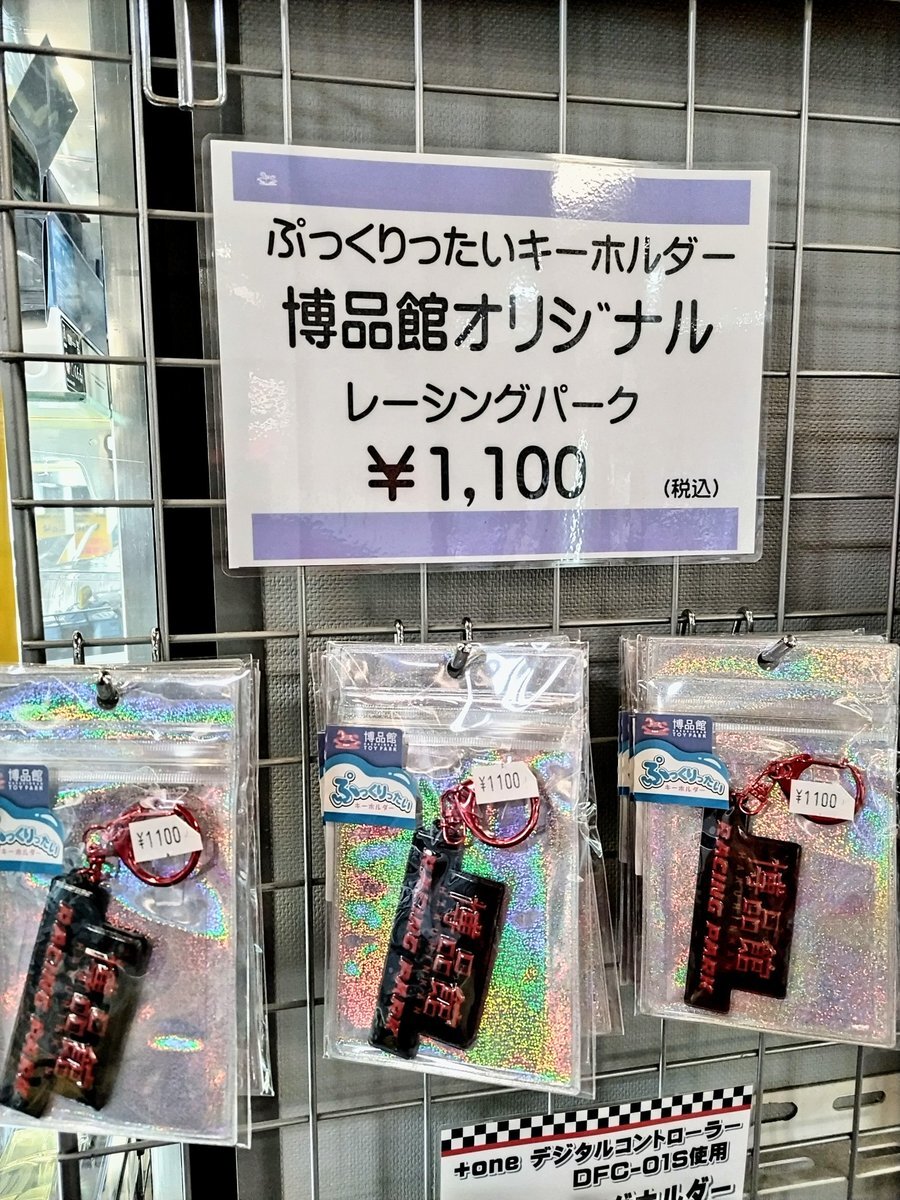 ぷっくりったいキーホルダー
博品館オリジナル
レーシングパーク
¥1,100
(税込)
博品館
TOY PARK
ぷっくりったい
キーホルダー
¥1100
RACING PARK
博品館
博品館
TOY PARK
ぷっくりったい
キーホルダー
¥1100
RACING PARK
博品館
博品館
TOY PARK
ぷっくりったい
キーホルダー
¥1100
RACING PARK
博品館
+one デジタルコントローラー
DFC-01S使用